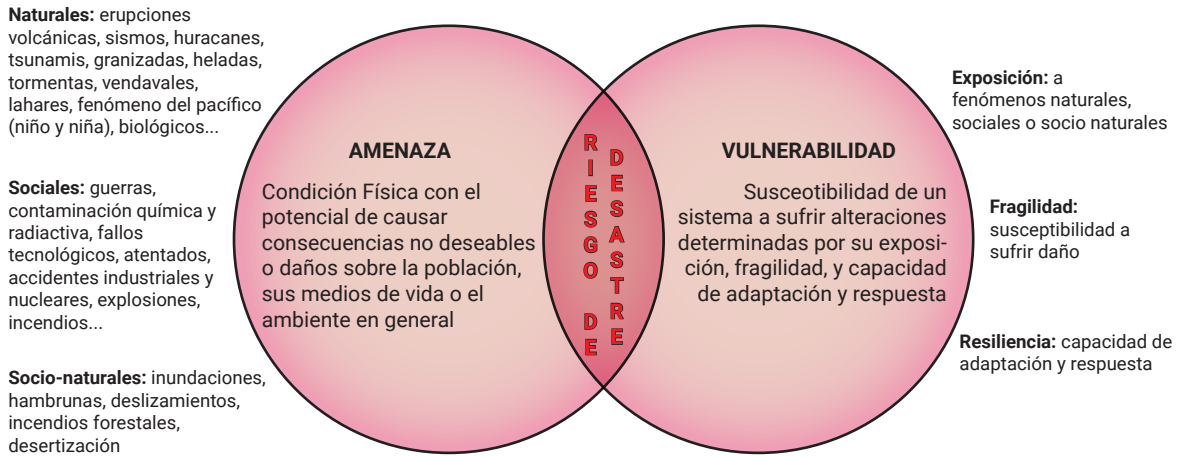 Naturales: erupciones
volcánicas, sismos, huracanes,
tsunamis, granizadas, heladas,
tormentas, vendavales,
lahares, fenómeno del pacífico
(niño y niña), biológicos...
Sociales: guerras,
contaminación química y
radiactiva, fallos
tecnológicos, atentados,
accidentes industriales y
nucleares, explosiones,
incendios...
Socio-naturales: inundaciones,
hambrunas, deslizamientos,
incendios forestales,
desertización
AMENAZA
Condición Física con el
potencial de causar
consecuencias no deseables
o daños sobre la población,
sus medios de vida o el
ambiente en general
RIESGO DE
DESASTRE
VULNERABILIDAD
Susceotibilidad de un
sistema a sufrir alteraciones
determinadas por su exposi-
ción, fragilidad, y capacidad
de adaptación y respuesta
Exposición: a
fenómenos naturales,
sociales o socio naturales
Fragilidad:
susceptibilidad a
sufrir daño
Resiliencia: capacidad de
adaptación y respuesta